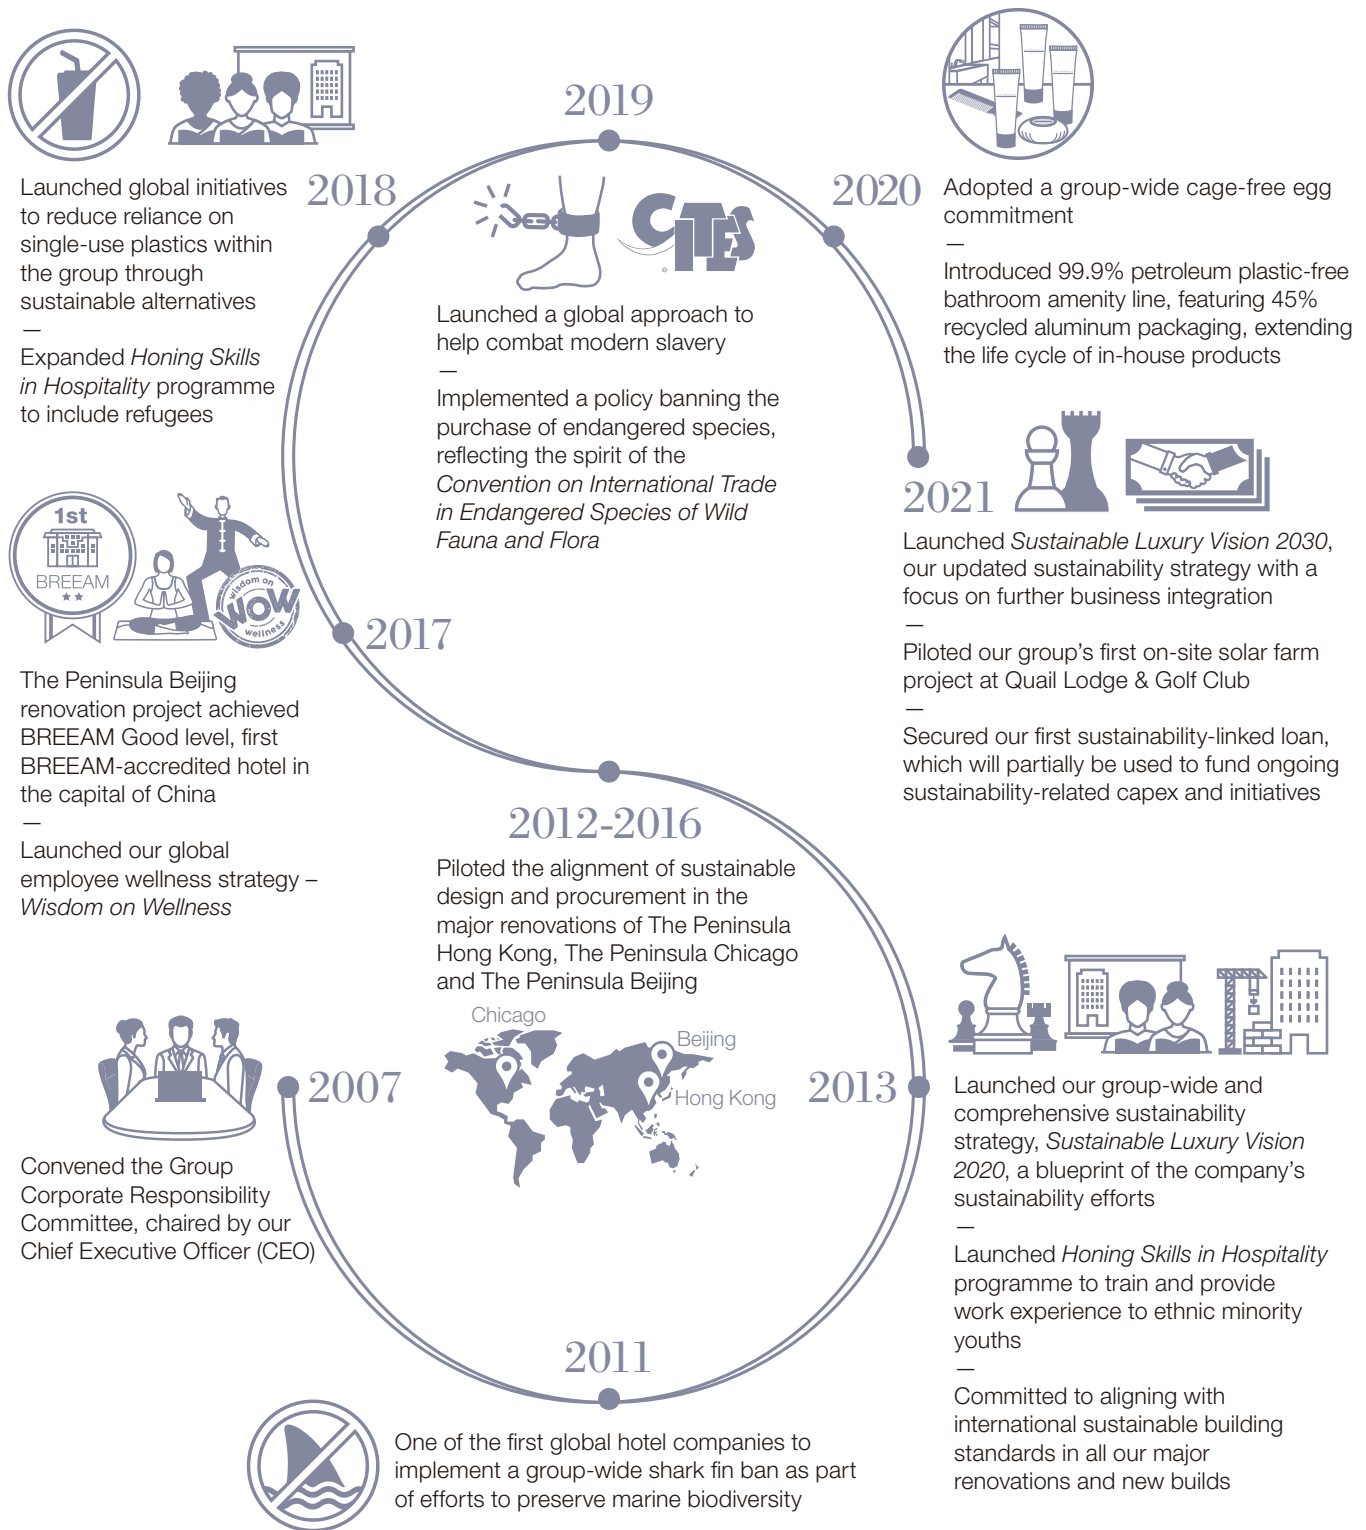 2018
Launched global initiatives
to reduce reliance on
single-use plastics within
the group through
sustainable alternatives
—
Expanded Honing Skills
in Hospitality programme
to include refugees
2019
CITES
®
Launched a global approach to
help combat modern slavery
—
Implemented a policy banning the
purchase of endangered species,
reflecting the spirit of the
Convention on International Trade
in Endangered Species of Wild
Fauna and Flora
2020
Adopted a group-wide cage-free egg
commitment
—
Introduced 99.9% petroleum plastic-free
bathroom amenity line, featuring 45%
recycled aluminum packaging, extending
the life cycle of in-house products
2021
Launched Sustainable Luxury Vision 2030,
our updated sustainability strategy with a
focus on further business integration
—
Piloted our group’s first on-site solar farm
project at Quail Lodge & Golf Club
—
Secured our first sustainability-linked loan,
which will partially be used to fund ongoing
sustainability-related capex and initiatives
1st
BREEAM
wisdom on
WOW
wellness
2017
The Peninsula Beijing
renovation project achieved
BREEAM Good level, first
BREEAM-accredited hotel in
the capital of China
—
Launched our global
employee wellness strategy –
Wisdom on Wellness
2012-2016
Piloted the alignment of sustainable
design and procurement in the
major renovations of The Peninsula
Hong Kong, The Peninsula Chicago
and The Peninsula Beijing
Chicago
Beijing
Hong Kong
2007
Convened the Group
Corporate Responsibility
Committee, chaired by our
Chief Executive Officer (CEO)
2013
Launched our group-wide and
comprehensive sustainability
strategy, Sustainable Luxury Vision
2020, a blueprint of the company’s
sustainability efforts
—
Launched Honing Skills in Hospitality
programme to train and provide
work experience to ethnic minority
youths
—
Committed to aligning with
international sustainable building
standards in all our major
renovations and new builds
2011
One of the first global hotel companies to
implement a group-wide shark fin ban as part
of efforts to preserve marine biodiversity